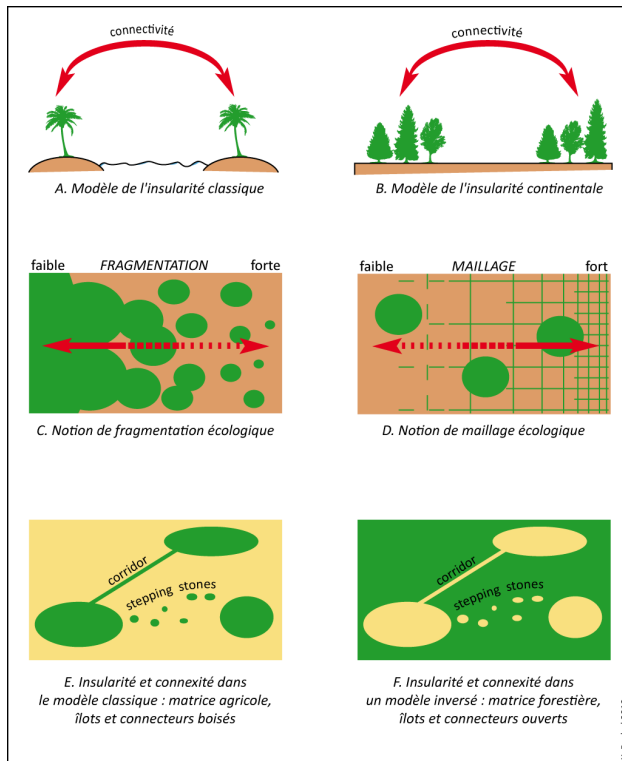 connectivité
A. Modèle de l'insularité classique
connectivité
B. Modèle de l'insularité continentale
faible FRAGMENTATION forte
C. Notion de fragmentation écologique
faible MAILLAGE fort
D. Notion de maillage écologique
corridor
stepping stones
E. Insularité et connexité dans
le modèle classique : matrice agricole,
îlots et connecteurs boisés
corridor
stepping stones
F. Insularité et connexité dans
un modèle inversé : matrice forestière,
îlots et connecteurs ouverts